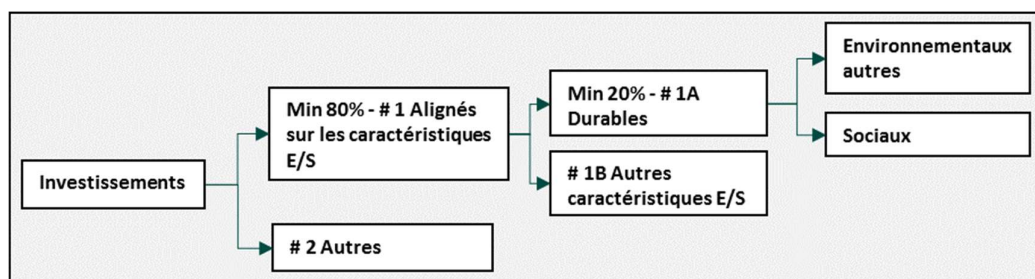 Investissements
Min 80% - # 1 Alignés
sur les caractéristiques
E/S
# 2 Autres
Min 20% - # 1A
Durables
# 1B Autres
caractéristiques E/S
Environnementaux
autres
Sociaux